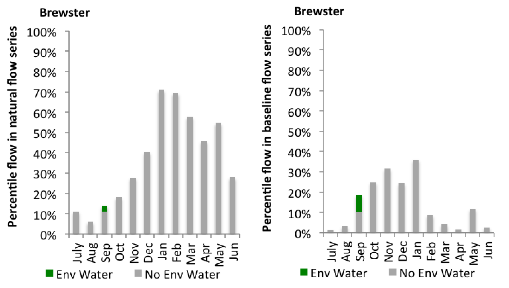 Brewster
Percentile flow in natural flow series
100%
90%
80%
70%
60%
50%
40%
30%
20%
10%
0%
July Aug Sep Oct Nov Dec Jan Feb Mar Apr May Jun
Env Water No Env Water
Brewster
Percentile flow in baseline flow series
100%
90%
80%
70%
60%
50%
40%
30%
20%
10%
0%
July Aug Sep Oct Nov Dec Jan Feb Mar Apr May Jun
Env Water No Env Water